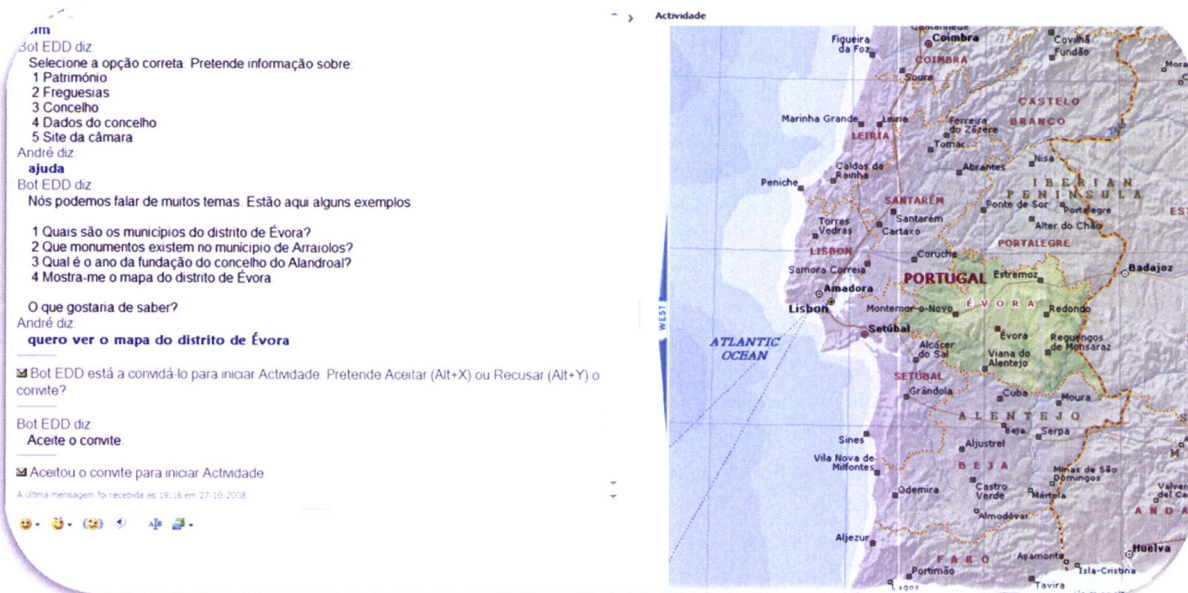 sim
Bot EDD diz:
Selecione a opção correta. Pretende informação sobre:
1 Património
2 Freguesias
3 Concelho
4 Dados do concelho
5 Site da câmara
André diz:
ajuda
Bot EDD diz:
Nós podemos falar de muitos temas. Estão aqui alguns exemplos:
1 Quais são os municípios do distrito de Évora?
2 Que monumentos existem no município de Arraiolos?
3 Qual é o ano da fundação do concelho do Alandroal?
4 Mostra-me o mapa do distrito de Évora.
O que gostaria de saber?
André diz:
quero ver o mapa do distrito de Évora
Bot EDD está a convidá-lo para iniciar Actividade. Pretende Aceitar (Alt+X) ou Recusar (Alt+Y) o
convite?
Bot EDD diz:
Aceite o convite.
Aceitou o convite para iniciar Actividade.
A última mensagem foi recebida às 19:16 em 27-10-2008.
Actividade
Cantanhede
Figueira
da Foz
Coimbra
COIMBRA
Covilhã
Fundão
Soure
CASTELO
BRANCO
Marinha Grande
Leiria
LEIRIA
Ferreira
do Zêzere
Tomar
Abrantes
Nisa
Caldas da
Rainha
Peniche
IBERIAN
PENINSULA
SANTARÉM
Santarém
Ponte de Sor
Portalegre
Torres
Vedras
Cartaxo
Alter do Chão
LISBON
Coruche
PORTALEGRE
Samora Correia
PORTUGAL
Estremoz
Badajoz
Amadora
Lisbon
ÉVORA
Montemor-o-Novo
Redondo
WEST
Setúbal
Évora
Reguengos
de Monsaraz
ATLANTIC
OCEAN
Alcácer
do Sal
Viana do
Alentejo
SETÚBAL
Grândola
Cuba
Moura
ALENTEJO
Beja
Serpa
Sines
Aljustrel
Vila Nova de
Milfontes
BEJA
Minas de São
Domingos
Castro
Verde
Mértola
Odemira
Almodôvar
Aljezur
FARO
Ayamonte
Huelva
Isla-Cristina
Portimão
Lagos
Tavira